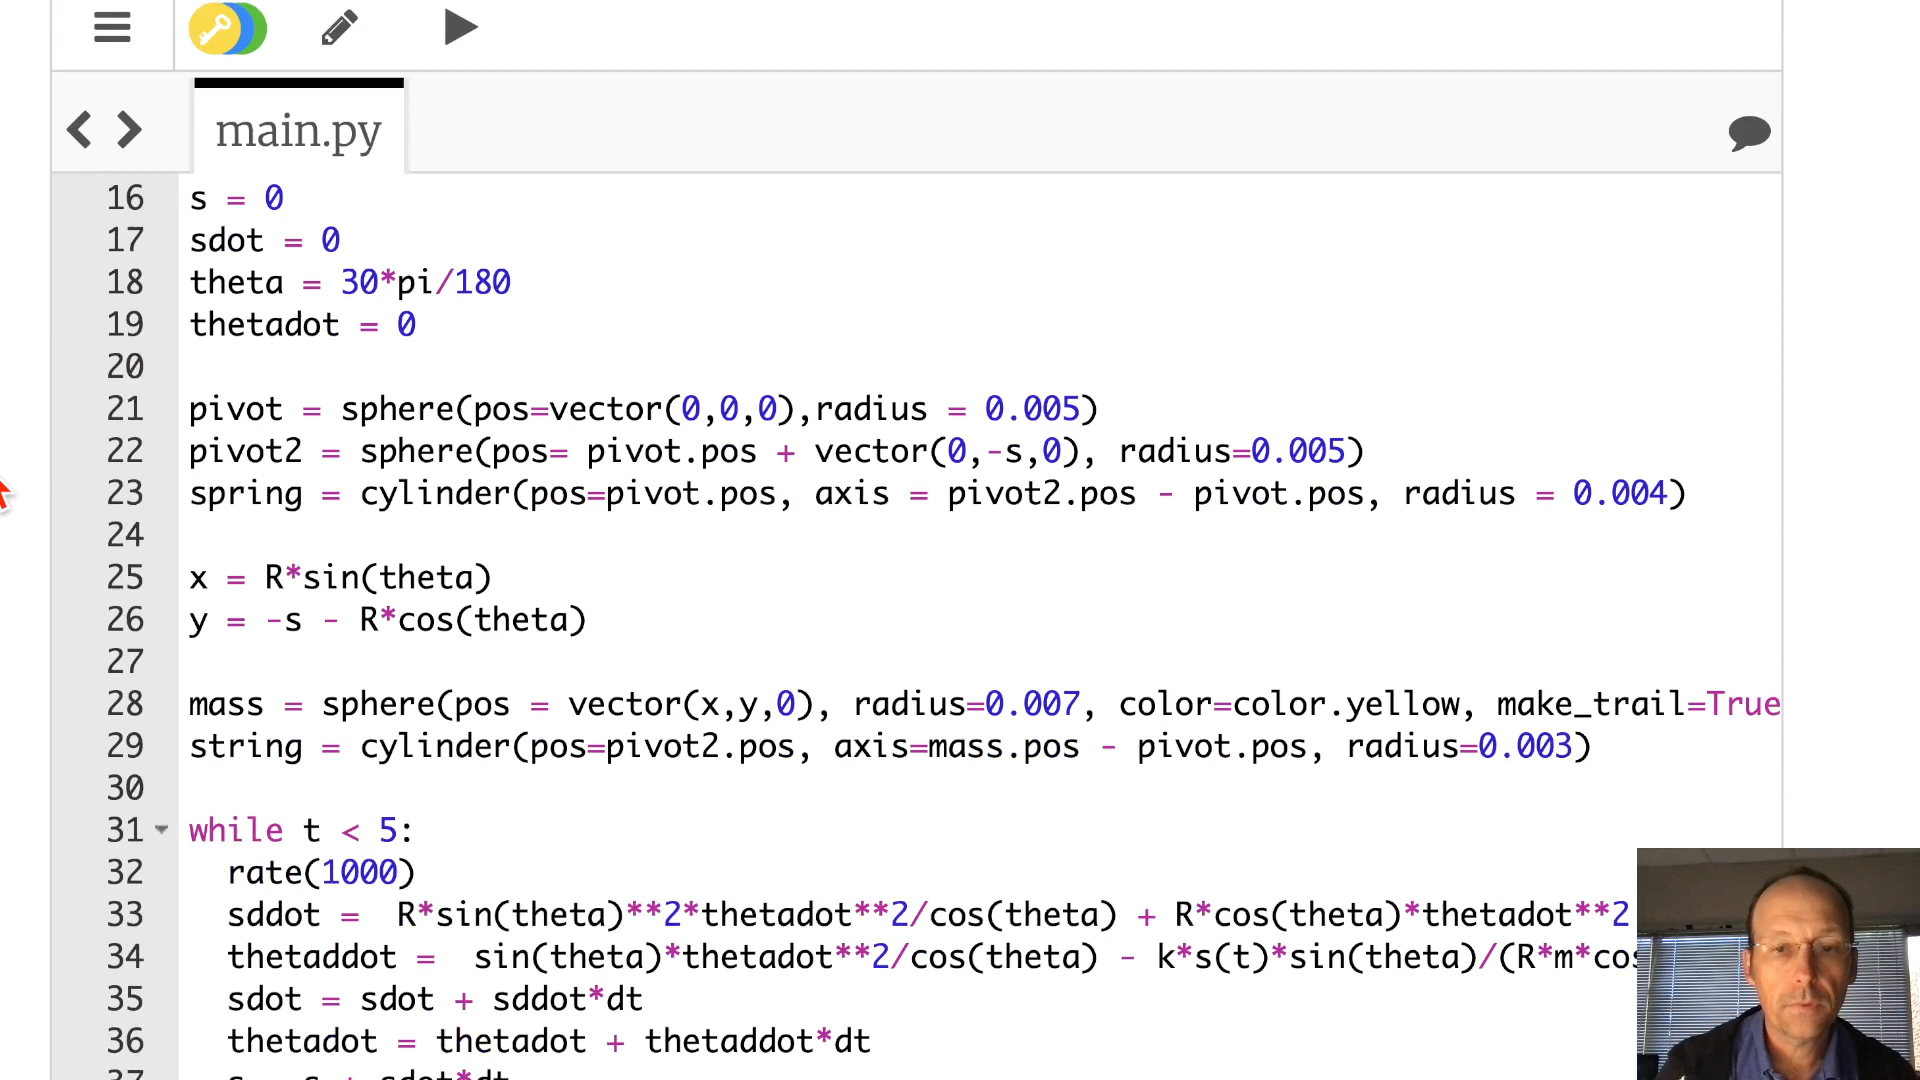 main.py
16 s = 0
17 sdot = 0
18 theta = 30*pi/180
19 thetadot = 0
20
21 pivot = sphere(pos=vector(0,0,0),radius = 0.005)
22 pivot2 = sphere(pos= pivot.pos + vector(0,-s,0), radius=0.005)
23 spring = cylinder(pos=pivot.pos, axis = pivot2.pos - pivot.pos, radius = 0.004)
24
25 x = R*sin(theta)
26 y = -s - R*cos(theta)
27
28 mass = sphere(pos = vector(x,y,0), radius=0.007, color=color.yellow, make_trail=True
29 string = cylinder(pos=pivot2.pos, axis=mass.pos - pivot.pos, radius=0.003)
30
31 while t < 5:
32 rate(1000)
33 sddot =  R*sin(theta)**2*thetadot**2/cos(theta) + R*cos(theta)*thetadot**2
34 thetaddot =  sin(theta)*thetadot**2/cos(theta) - k*s(t)*sin(theta)/(R*m*cos
35 sdot = sdot + sddot*dt
36 thetadot = thetadot + thetaddot*dt
37 s = s + sdot*dt